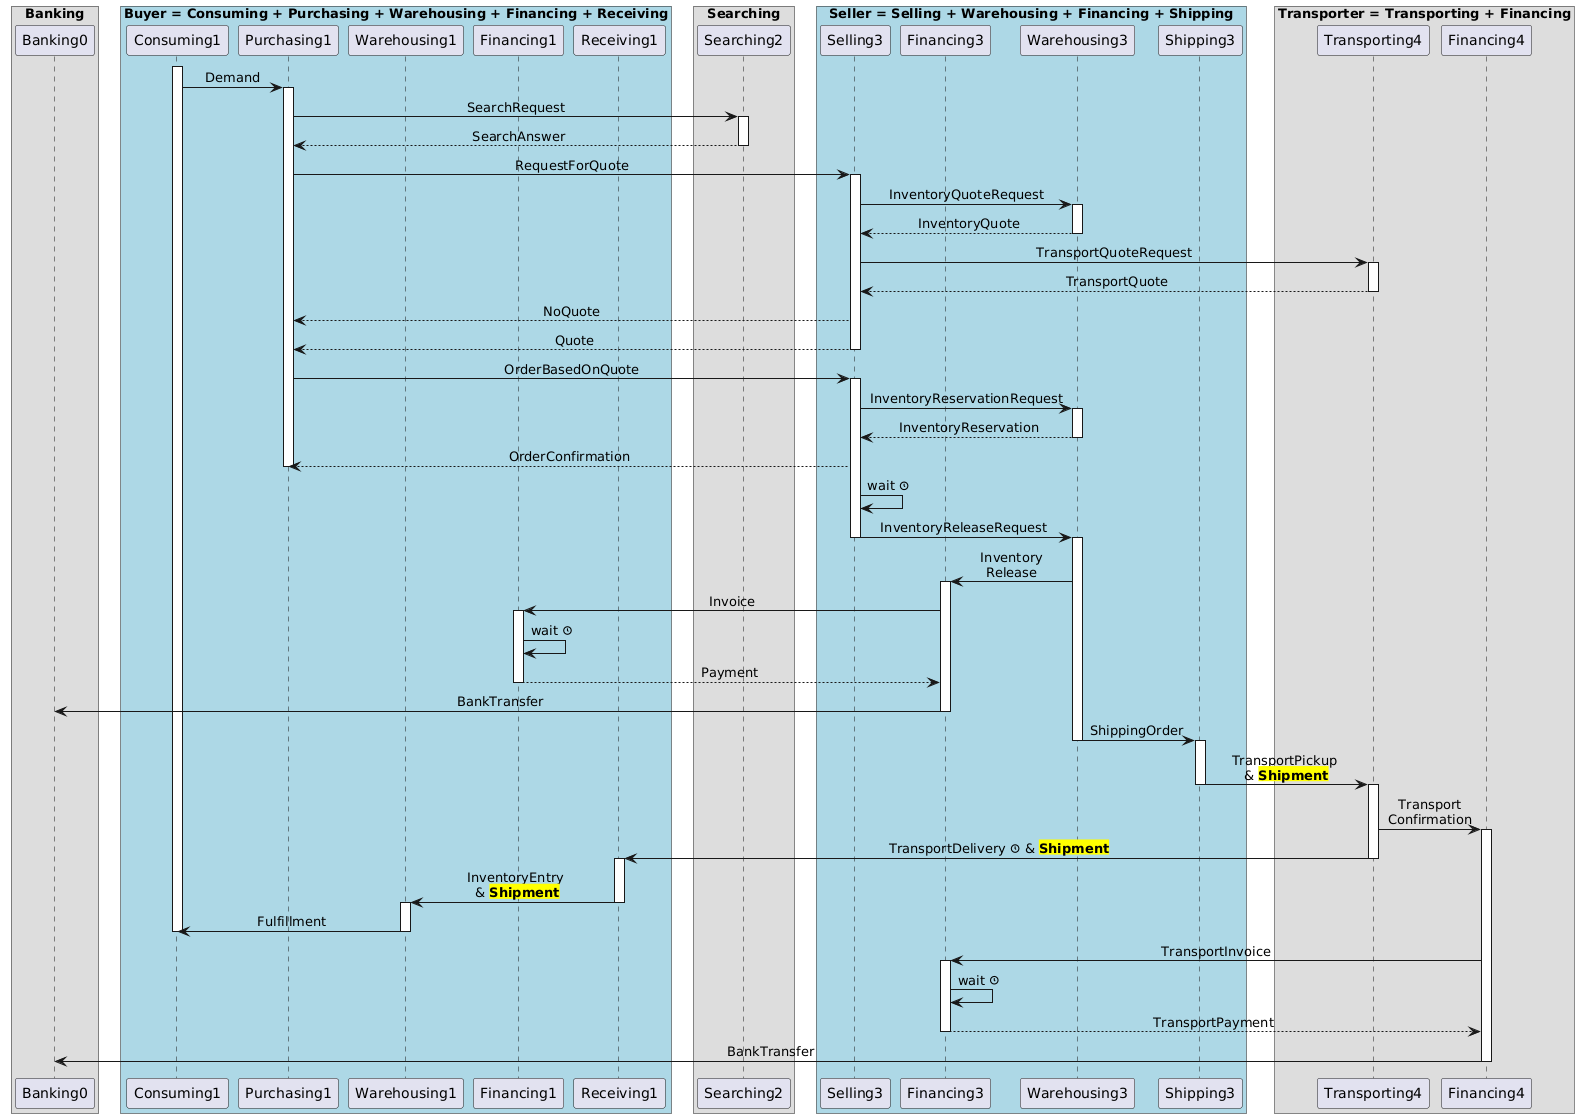 Banking
Buyer = Consuming + Purchasing + Warehousing + Financing + Receiving
Searching
Seller = Selling + Warehousing + Financing + Shipping
Transporter = Transporting + Financing
Banking0
Consuming1
Purchasing1
Warehousing1
Financing1
Receiving1
Searching2
Selling3
Financing3
Warehousing3
Shipping3
Transporting4
Financing4
Demand
SearchRequest
SearchAnswer
RequestForQuote
InventoryQuoteRequest
InventoryQuote
TransportQuoteRequest
TransportQuote
NoQuote
Quote
OrderBasedOnQuote
InventoryReservationRequest
InventoryReservation
OrderConfirmation
wait
InventoryReleaseRequest
Inventory
Release
Invoice
wait
Payment
BankTransfer
ShippingOrder
TransportPickup
& Shipment
Transport
Confirmation
TransportDelivery & Shipment
InventoryEntry
& Shipment
Fulfillment
TransportInvoice
wait
TransportPayment
BankTransfer
Banking0
Consuming1
Purchasing1
Warehousing1
Financing1
Receiving1
Searching2
Selling3
Financing3
Warehousing3
Shipping3
Transporting4
Financing4